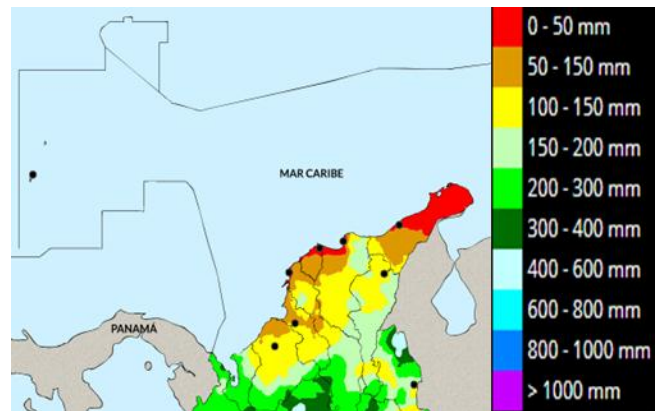 MAR CARIBE
PANAMÁ
0 - 50 mm
50 - 150 mm
100 - 150 mm
150 - 200 mm
200 - 300 mm
300 - 400 mm
400 - 600 mm
600 - 800 mm
800 - 1000 mm
> 1000 mm